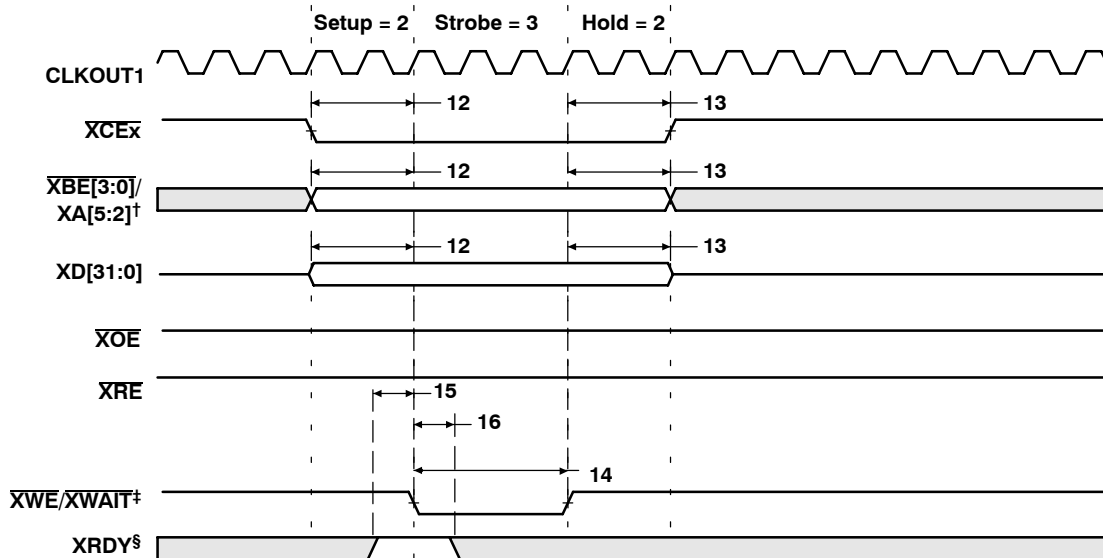 Setup = 2 Strobe = 3 Hold = 2
CLKOUT1
12 13
XCEx
12 13
XBE[3:0]/
XA[5:2]†
12 13
XD[31:0]
XOE
XRE
15
16
14
XWE/XWAIT‡
XRDY§